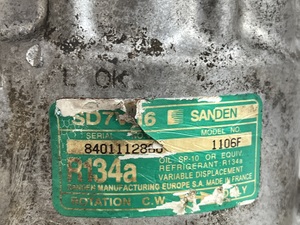 L OK
SANDEN
SERIAL
MODEL NO
1106F
OIL SP-10 OR EQUIV.
REFRIGERANT: R134a
R134a
VARIABLE DISPLACEMENT
SANDEN MANUFACTURING EUROPE S.A. MADE IN FRANCE
ROTATION C.W.